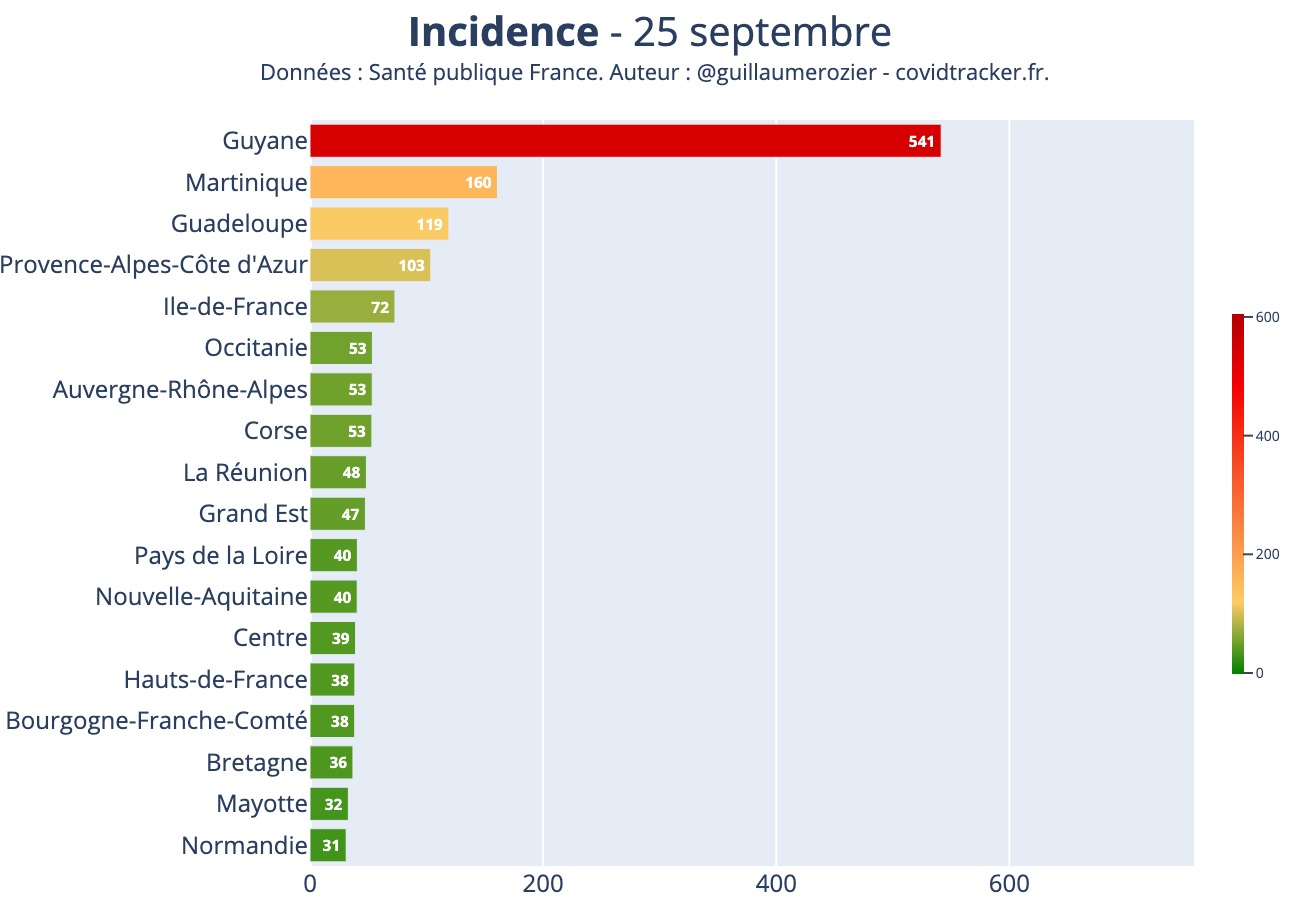 Incidence - 25 septembre
Données : Santé publique France. Auteur : @guillaumerozier - covidtracker.fr.
Guyane 541
Martinique 160
Guadeloupe 119
Provence-Alpes-Côte d'Azur 103
Ile-de-France 72
Occitanie 53
Auvergne-Rhône-Alpes 53
Corse 53
La Réunion 48
Grand Est 47
Pays de la Loire 40
Nouvelle-Aquitaine 40
Centre 39
Hauts-de-France 38
Bourgogne-Franche-Comté 38
Bretagne 36
Mayotte 32
Normandie 31
0 200 400 600
600
400
200
0